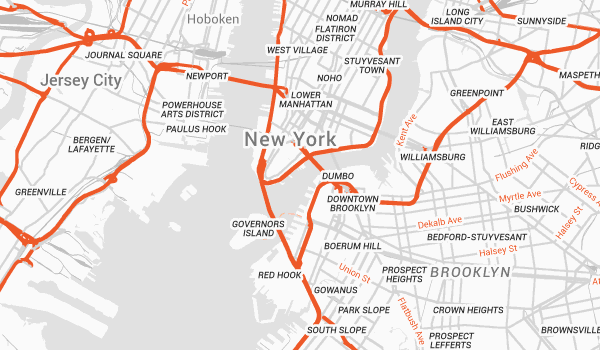 MURRAY HILL
NOMAD
LONG
ISLAND CITY
SUNNYSIDE
Hoboken
FLATIRON
DISTRICT
WEST VILLAGE
JOURNAL SQUARE
STUYVESANT
TOWN
MASPETH
NEWPORT
NOHO
Jersey City
LOWER
MANHATTAN
GREENPOINT
POWERHOUSE
ARTS DISTRICT
PAULUS HOOK
Kent Ave
EAST
WILLIAMSBURG
New York
BERGEN/
LAFAYETTE
RIDG
WILLIAMSBURG
Flushing Ave
DUMBO
Cypress A
GREENVILLE
Myrtle Ave
DOWNTOWN
BROOKLYN
BUSHWICK
Halsey St
GOVERNORS
ISLAND
Dekalb Ave
BEDFORD-STUYVESANT
BOERUM HILL
Halsey St
RED HOOK
Union St
PROSPECT
HEIGHTS
BROOKLYN
GOWANUS
PARK SLOPE
Flatbush Ave
CROWN HEIGHTS
SOUTH SLOPE
BROWNSVILLE
PROSPECT
LEFFERTS